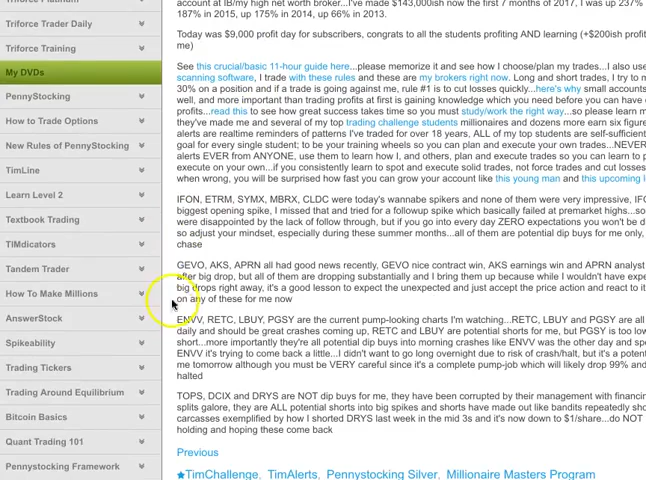 Triforce Platinum
Triforce Trader Daily
Triforce Training
My DVDs
PennyStocking
How to Trade Options
New Rules of PennyStocking
TimLine
Learn Level 2
Textbook Trading
TIMdicators
Tandem Trader
How To Make Millions
AnswerStock
Spikeability
Trading Tickers
Trading Around Equilibrium
Bitcoin Basics
Quant Trading 101
Pennystocking Framework
account at IB/my high net worth broker...I've made $143,000ish now the first 7 months of 2017, I was up 237%
187% in 2015, up 175% in 2014, up 66% in 2013.
Today was $9,000 profit day for subscribers, congrats to all the students profiting AND learning (+$200ish profit
me)
See this crucial/basic 11-hour guide here...please memorize it and see how I choose/plan my trades...I also use
scanning software, I trade with these rules and these are my brokers right now. Long and short trades, I try to m
30% on a position and if a trade is going against me, rule #1 is to cut losses quickly...here's why small accounts
well, and more important than trading profits at first is gaining knowledge which you need before you can have
profits...read this to see how great success takes time so you must study/work the right way...so please learn m
they've made me and several of my top trading challenge students millionaires and dozens more earn six figure
alerts are realtime reminders of patterns I've traded for over 18 years, ALL of my top students are self-sufficient
goal for every single student; to be your training wheels so you can plan and execute your own trades...NEVER
alerts EVER from ANYONE, use them to learn how I, and others, plan and execute trades so you can learn to p
execute on your own...if you consistently learn to spot and execute solid trades, not force trades and cut losses
when wrong, you will be surprised how fast you can grow your account like this young man and this upcoming l
IFON, ETRM, SYMX, MBRX, CLDC were today's wannabe spikers and none of them were very impressive, IFO
biggest opening spike, I missed that and tried for a followup spike which basically failed at premarket highs...so
were disappointed by the lack of follow through, but if you go into every day ZERO expectations you won't be d
so adjust your mindset, especially during these summer months...all of are potential dip buys for me only,
chase
GEVO, AKS, APRN all had good news recently, GEVO nice contract win, AKS earnings win and APRN analyst
after big drop, but all of them are dropping substantially and I bring them up because while I wouldn't have expe
big drops right away, it's a good lesson to expect the unexpected and just accept the price action and react to it
on any of these for me now
ENVV, RETC, LBUY, PGSY are the current pump-looking charts I'm watching...RETC, LBUY and PGSY are all
daily and should be great crashes coming up, RETC and LBUY are potential shorts for me, but PGSY is too low
short...more importantly they're all potential dip buys into morning crashes like ENVV was the other day and sp
ENVV it's trying to come back a little...I didn't want to go long overnight due to risk of crash/halt, but it's a potent
me tomorrow although you must be VERY careful since it's a complete pump-job which will likely drop 99% and
halted
TOPS, DCIX and DRYS are NOT dip buys for me, they have been corrupted by their management with financin
splits galore, they are ALL potential shorts into big spikes and shorts have made out like bandits repeatedly sho
carcasses exemplified by how I shorted DRYS last week in the mid 3s and it's now down to $1/share...do NOT
holding and hoping these come back
Previous
TimChallenge, TimAlerts, Pennystocking Silver, Millionaire Masters Program